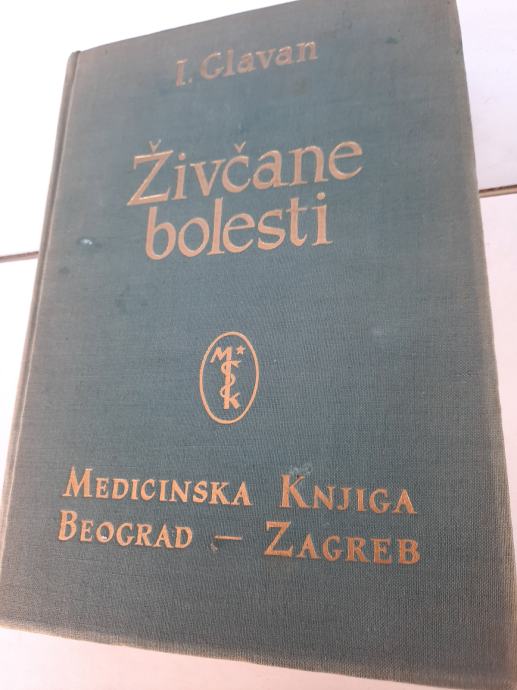 I. Glavan
Živčane
bolesti
M★
K
MEDICINSKA KNJIGA
BEOGRAD — ZAGREB